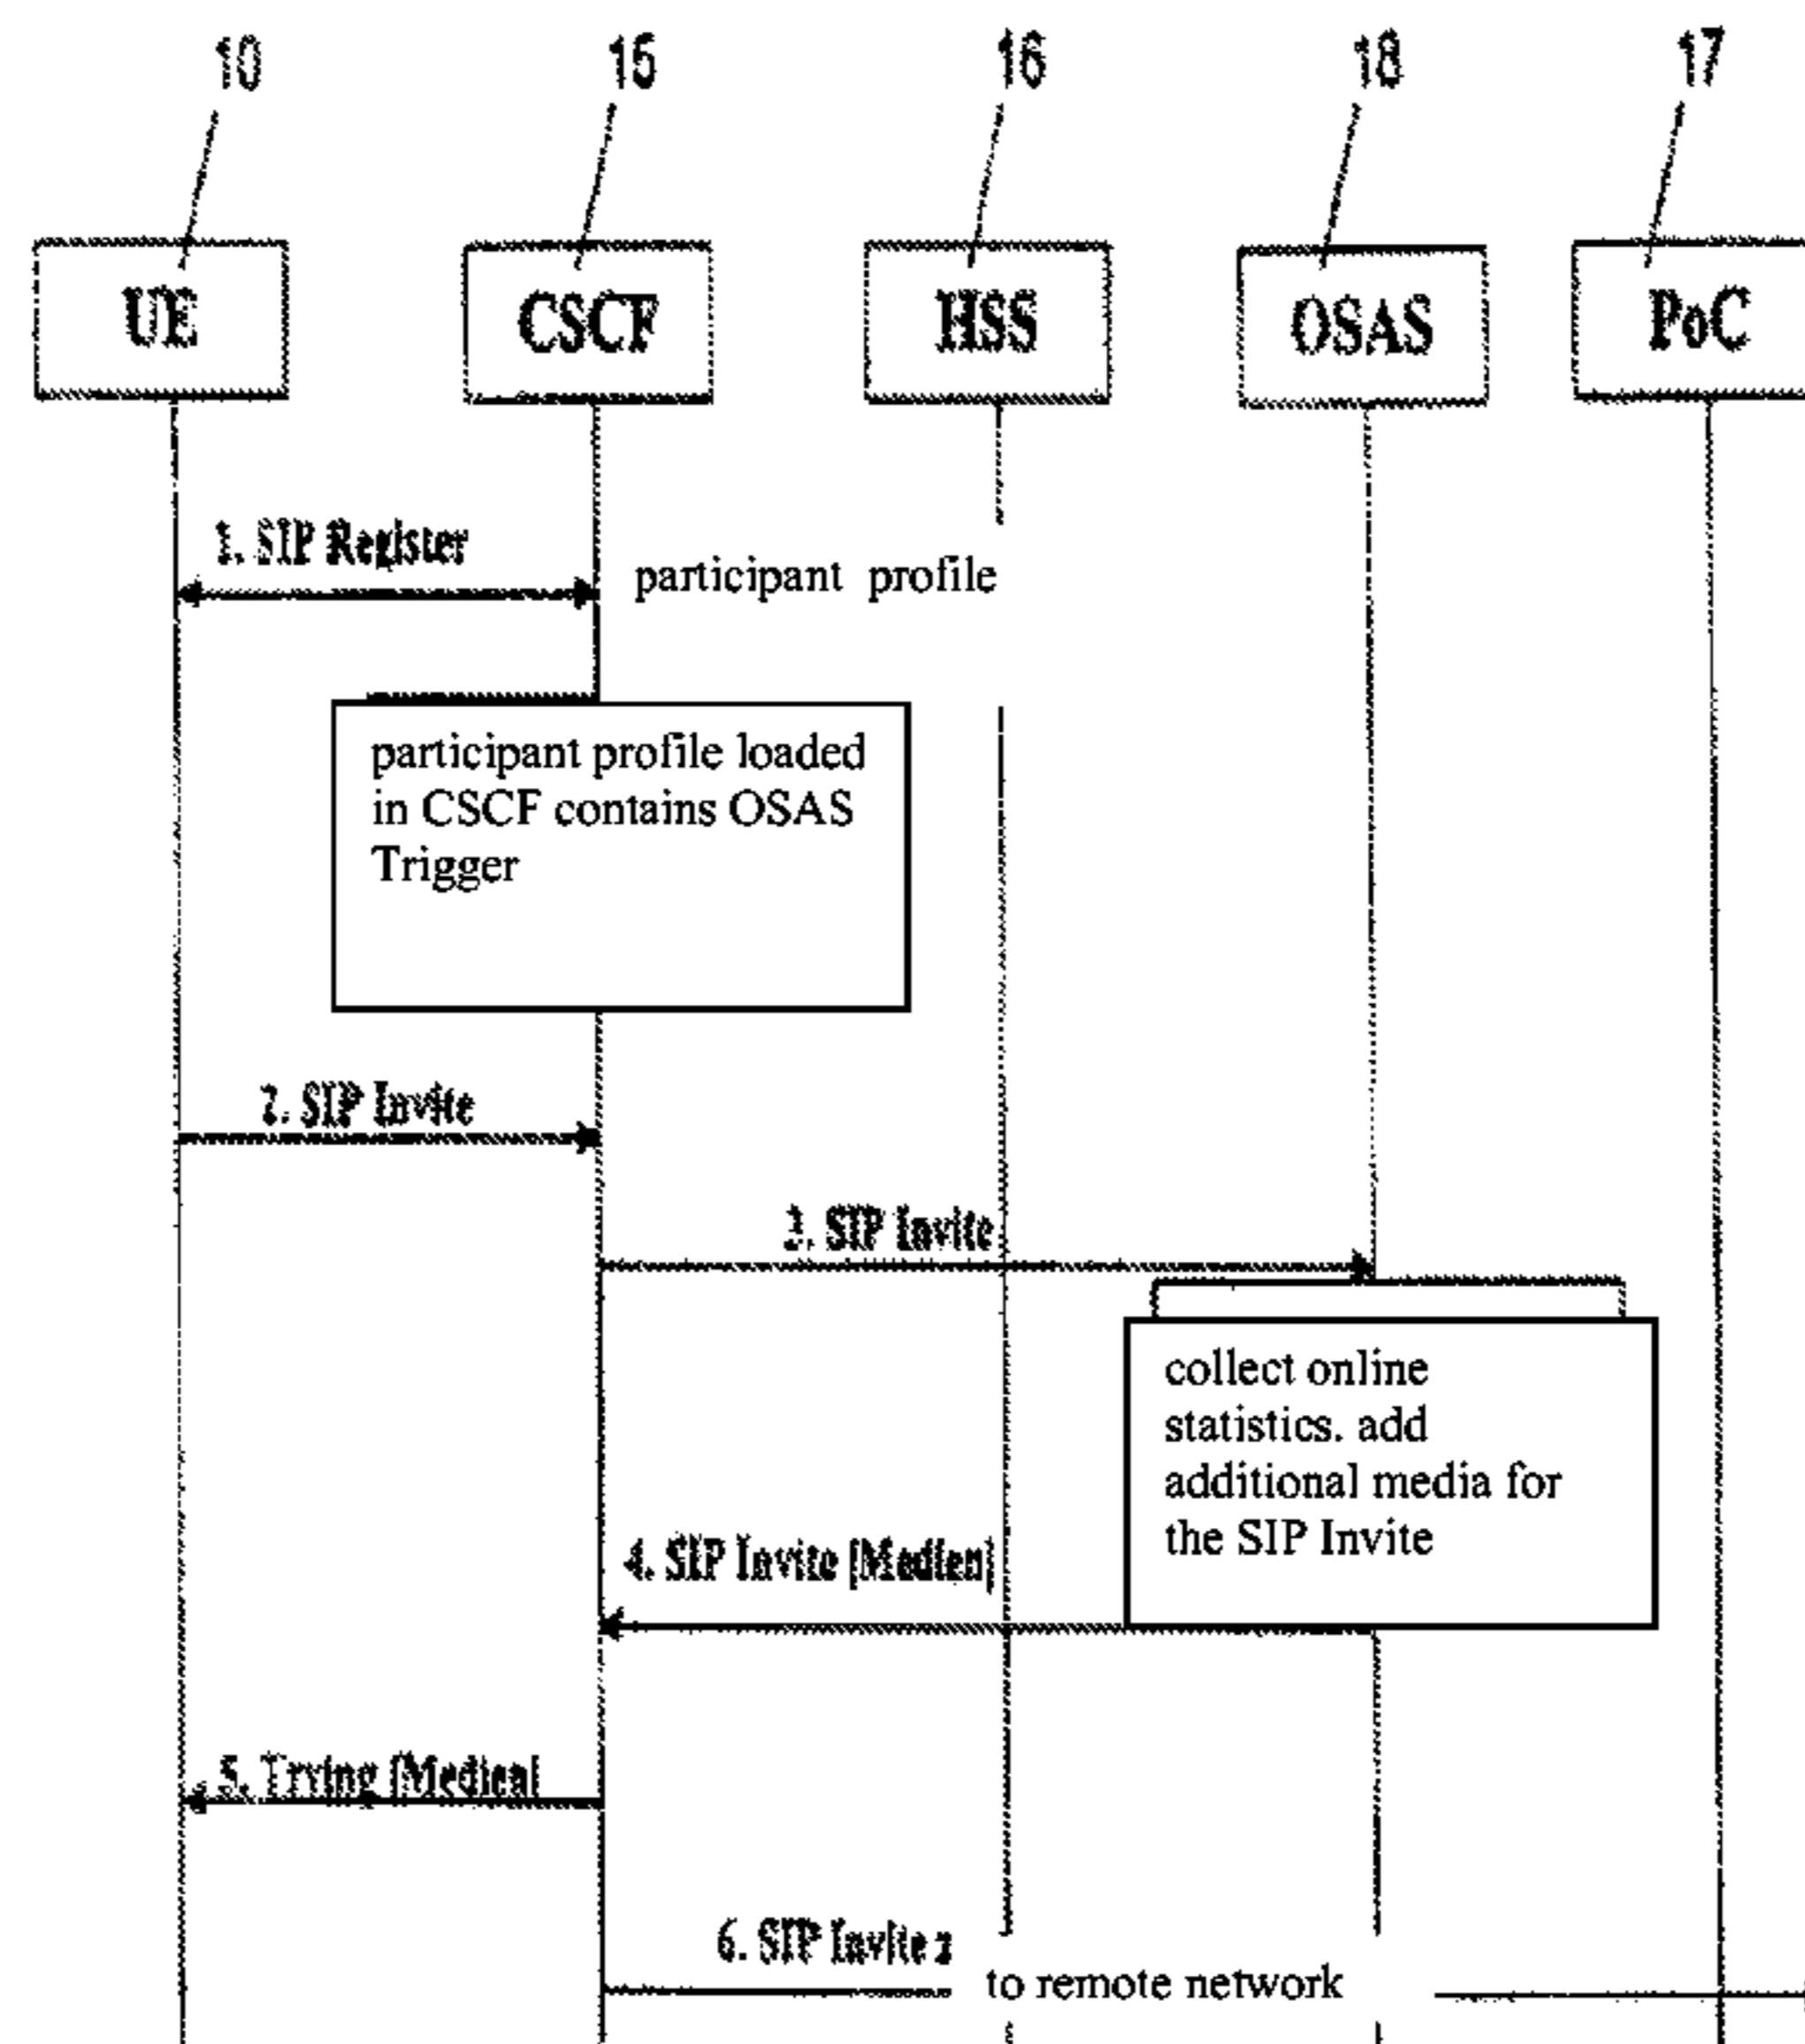 10 15 16 18 17
UE CSCF HSS OSAS PoC
1. SIP Register
participant profile
participant profile loaded
in CSCF contains OSAS
Trigger
2. SIP Invite
3. SIP Invite
collect online
statistics. add
additional media for
the SIP Invite
4. SIP Invite [Medien]
5. Trying [Medien]
6. SIP Invite z
to remote network